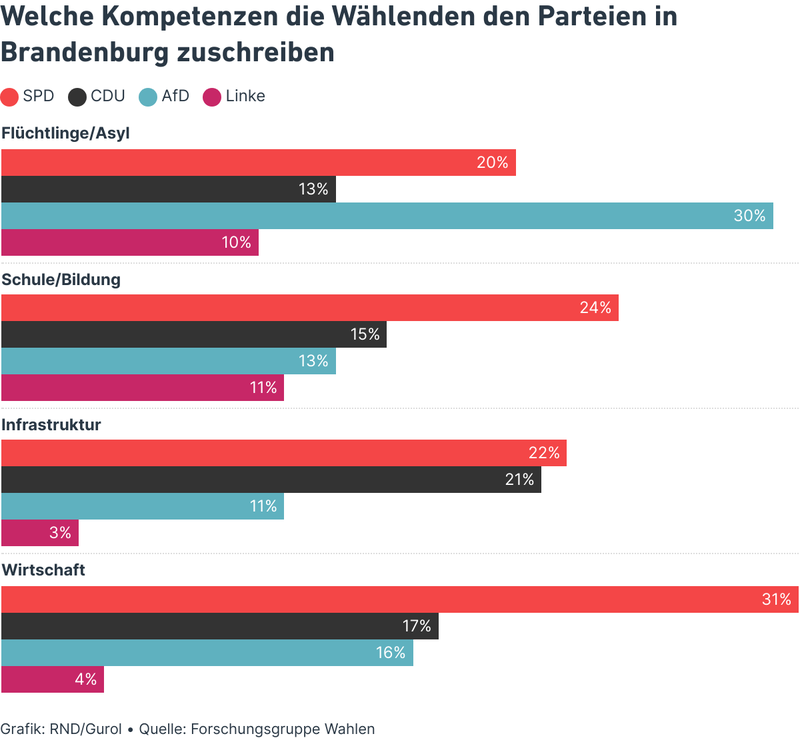 Welche Kompetenzen die Wählenden den Parteien in
Brandenburg zuschreiben
SPD CDU AfD Linke
Flüchtlinge/Asyl
20%
13%
30%
10%
Schule/Bildung
24%
15%
13%
11%
Infrastruktur
22%
21%
11%
3%
Wirtschaft
31%
17%
16%
4%
Grafik: RND/Gurol • Quelle: Forschungsgruppe Wahlen